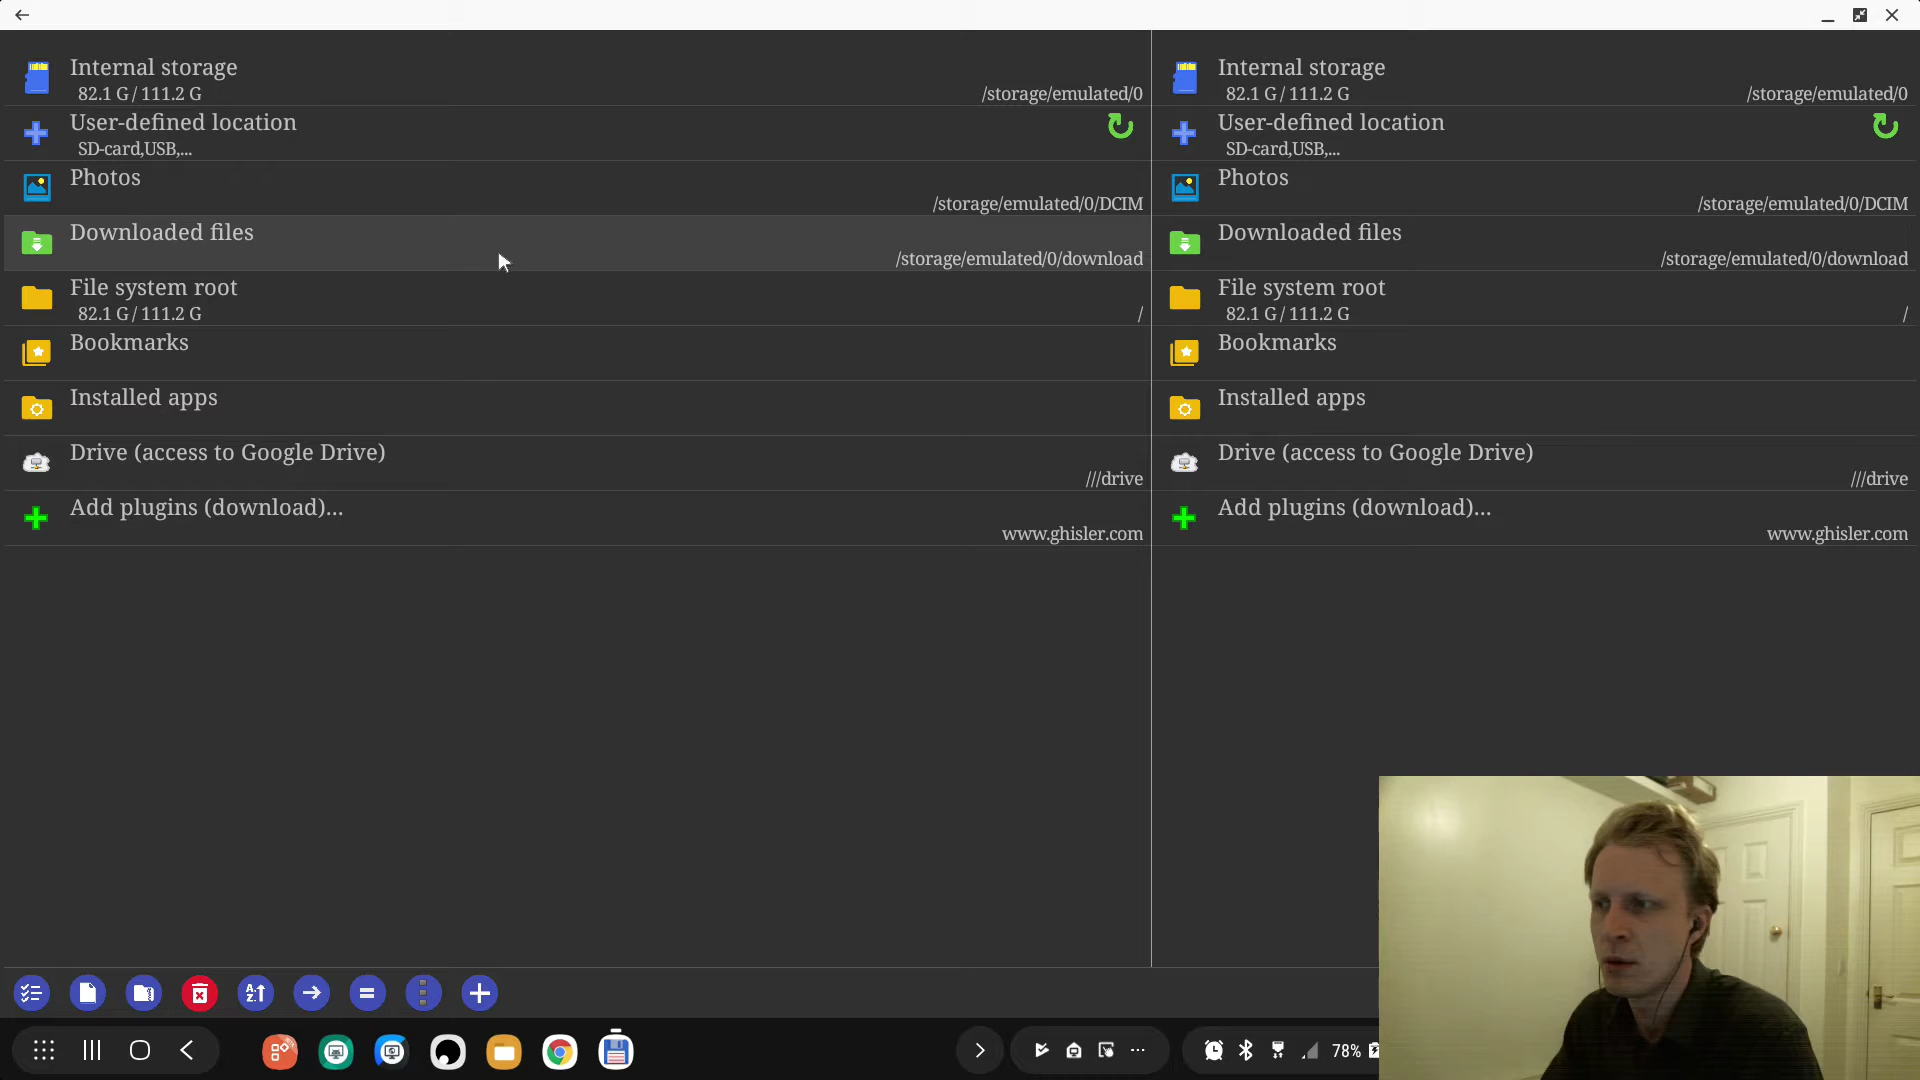 Internal storage
82.1 G / 111.2 G
/storage/emulated/0
User-defined location
SD-card,USB,...
Photos
/storage/emulated/0/DCIM
Downloaded files
/storage/emulated/0/download
File system root
82.1 G / 111.2 G
/
Bookmarks
Installed apps
Drive (access to Google Drive)
///drive
Add plugins (download)...
www.ghisler.com
Internal storage
82.1 G / 111.2 G
/storage/emulated/0
User-defined location
SD-card,USB,...
Photos
/storage/emulated/0/DCIM
Downloaded files
/storage/emulated/0/download
File system root
82.1 G / 111.2 G
/
Bookmarks
Installed apps
Drive (access to Google Drive)
///drive
Add plugins (download)...
www.ghisler.com
A.Z.
78%